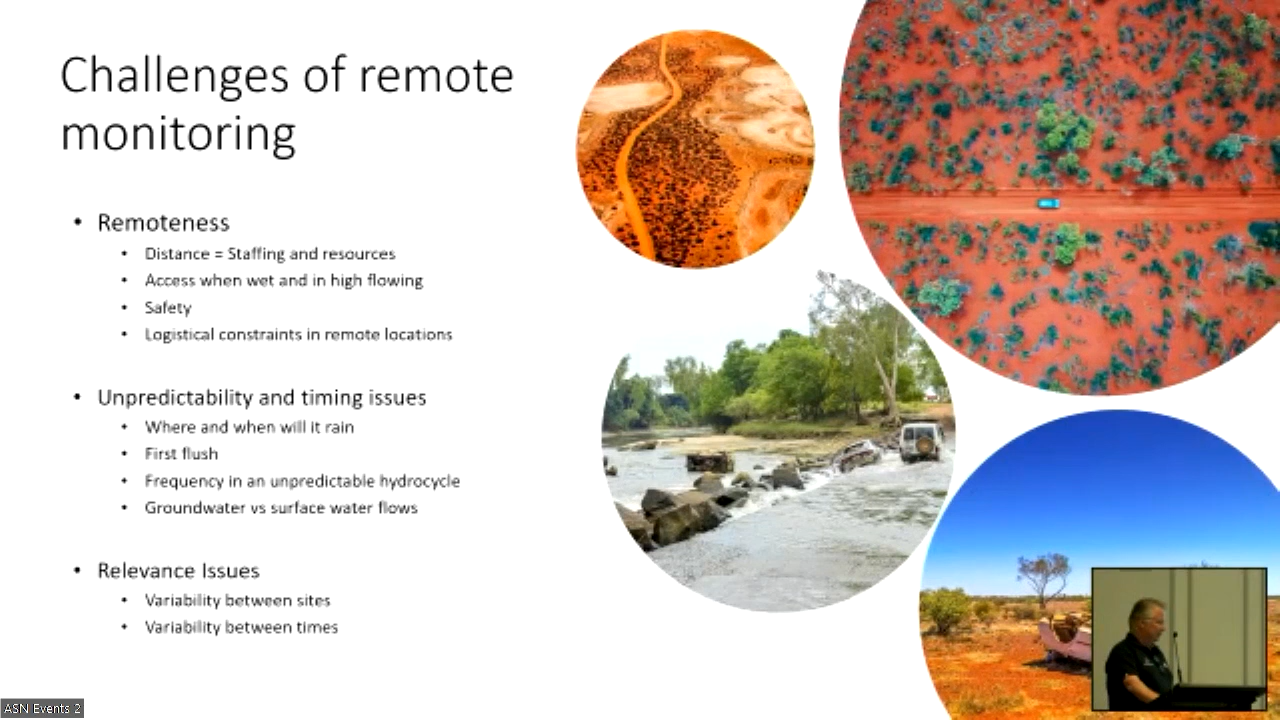 Challenges of remote
monitoring
• Remoteness
• Distance = Staffing and resources
• Access when wet and in high flowing
• Safety
• Logistical constraints in remote locations
• Unpredictability and timing issues
• Where and when will it rain
• First flush
• Frequency in an unpredictable hydrocycle
• Groundwater vs surface water flows
• Relevance Issues
• Variability between sites
• Variability between times
ASN Events 2